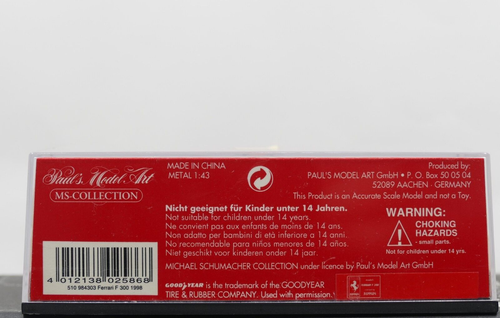 Paul's Model Art
MS-COLLECTION
MADE IN CHINA
METAL 1:43
Produced by:
PAUL'S MODEL ART GmbH • P. O. Box 50 05 04
52089 AACHEN · GERMANY
This Product is an Accurate Scale Model and not a Toy.
Nicht geeignet für Kinder unter 14 Jahren.
Not suitable for children under 14 years.
Ne convient pas aux enfants de moins de 14 ans.
Non adatto per bambini di età inferiore a 14 anni.
No recomendable para niños menores de 14 años.
Niet geschikt voor kinderen onder 14 jaar.
WARNING:
CHOKING
HAZARDS
- small parts.
Not for children under 14 yrs.
MICHAEL SCHUMACHER COLLECTION under licence by Paul's Model Art GmbH
4 012138 025868
510 984303 Ferrari F 300 1998
GOODYEAR is the trademark of the GOODYEAR
TIRE & RUBBER COMPANY. Used with permission.